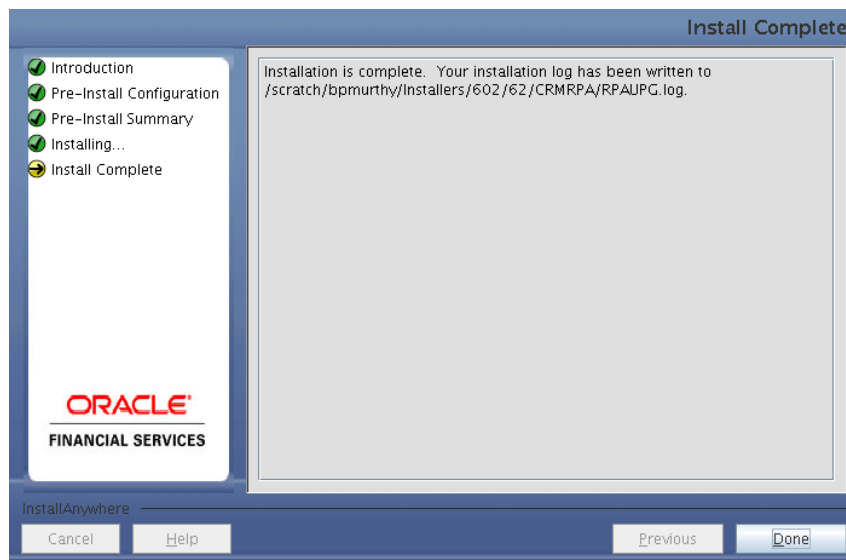 Install Complete
Introduction
Pre-Install Configuration
Pre-Install Summary
Installing...
Install Complete
Installation is complete. Your installation log has been written to
/scratch/bpmurthy/Installers/602/62/CRMRPA/RPAUPG.log.
ORACLE
FINANCIAL SERVICES
InstallAnywhere
Cancel
Help
Previous
Done